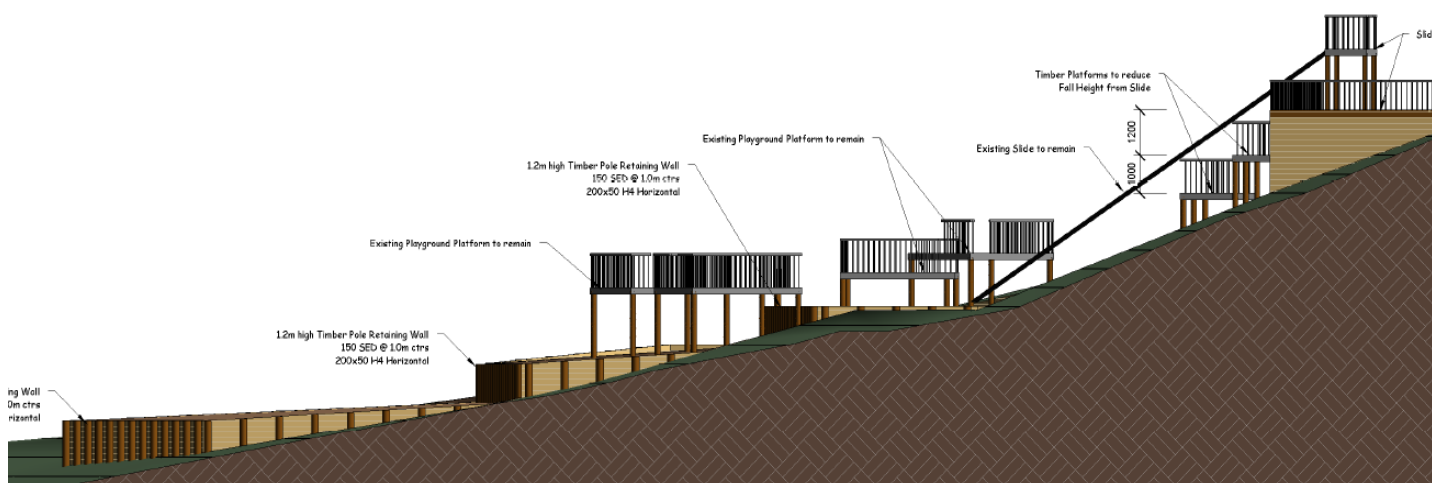 Slid
Timber Platforms to reduce
Fall Height from Slide
1200
Existing Playground Platform to remain
Existing Slide to remain
1.2m high Timber Pole Retaining Wall
150 SED @ 1.0m ctrs
200x50 H4 Horizontal
1000
Existing Playground Platform to remain
1.2m high Timber Pole Retaining Wall
150 SED @ 1.0m ctrs
200x50 H4 Horizontal
ing Wall
0m ctrs
rizontal